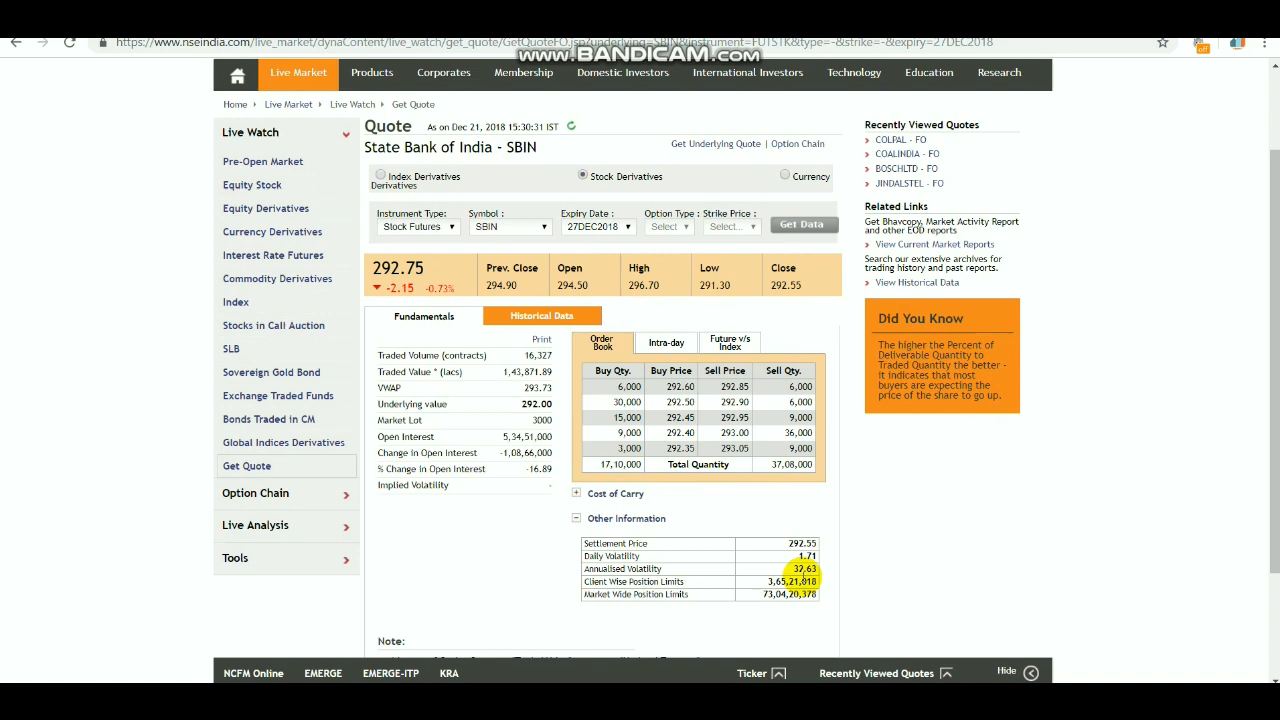 https://www.nseindia.com/live_market/dynaContent/live_watch/get_quote/GetQuoteFO.jsp?underlying=SBIN&instrument=FUTSTK&type=-&strike=-&expiry=27DEC2018
www.BANDICAM.com
off
Live Market Products Corporates Membership Domestic Investors International Investors Technology Education Research
Home Live Market Live Watch Get Quote
Live Watch
Pre-Open Market
Equity Stock
Equity Derivatives
Currency Derivatives
Interest Rate Futures
Commodity Derivatives
Index
Stocks in Call Auction
SLB
Sovereign Gold Bond
Exchange Traded Funds
Bonds Traded in CM
Global Indices Derivatives
Get Quote
Option Chain
Live Analysis
Tools
Quote As on Dec 21, 2018 15:30:31 IST
State Bank of India - SBIN
Get Underlying Quote | Option Chain
Index Derivatives Stock Derivatives Currency
Derivatives
Instrument Type: Symbol : Expiry Date : Option Type : Strike Price :
Stock Futures SBIN 27DEC2018 Select Select... Get Data
292.75 Prev. Close Open High Low Close
-2.15 -0.73% 294.90 294.50 296.70 291.30 292.55
Fundamentals Historical Data
Print
Traded Volume (contracts) 16,327
Traded Value * (lacs) 1,43,871.89
VWAP 293.73
Underlying value 292.00
Market Lot 3000
Open Interest 5,34,51,000
Change in Open Interest -1,08,66,000
% Change in Open Interest -16.89
Implied Volatility -
Order Book Intra-day Future v/s Index
Buy Qty. Buy Price Sell Price Sell Qty.
6,000 292.60 292.85 6,000
30,000 292.50 292.90 6,000
15,000 292.45 292.95 9,000
9,000 292.40 293.00 36,000
3,000 292.35 293.05 9,000
17,10,000 Total Quantity 37,08,000
+ Cost of Carry
- Other Information
Settlement Price 292.55
Daily Volatility 1.71
Annualised Volatility 32.63
Client Wise Position Limits 3,65,21,018
Market Wide Position Limits 73,04,20,378
Note:
Recently Viewed Quotes
COLPAL - FO
COALINDIA - FO
BOSCHLTD - FO
JINDALSTEL - FO
Related Links
Get Bhavcopy, Market Activity Report
and other EOD reports
View Current Market Reports
Search our extensive archives for
trading history and past reports.
View Historical Data
Did You Know
The higher the Percent of
Deliverable Quantity to
Traded Quantity the better -
it indicates that most
buyers are expecting the
price of the share to go up.
NCFM Online EMERGE EMERGE-ITP KRA Ticker Recently Viewed Quotes Hide